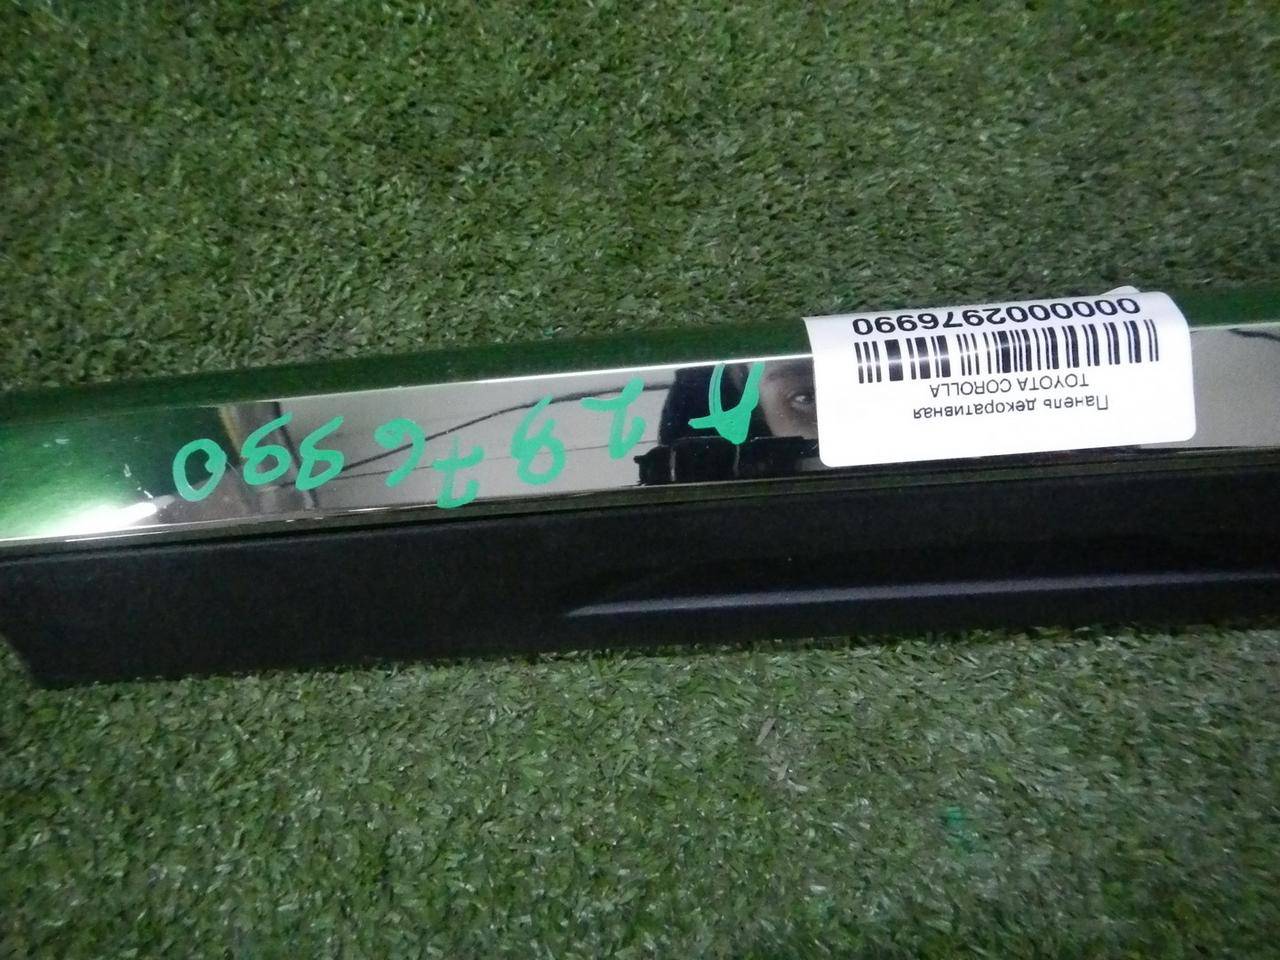 Панель декоративная
TOYOTA COROLLA
0000002976990
2976990